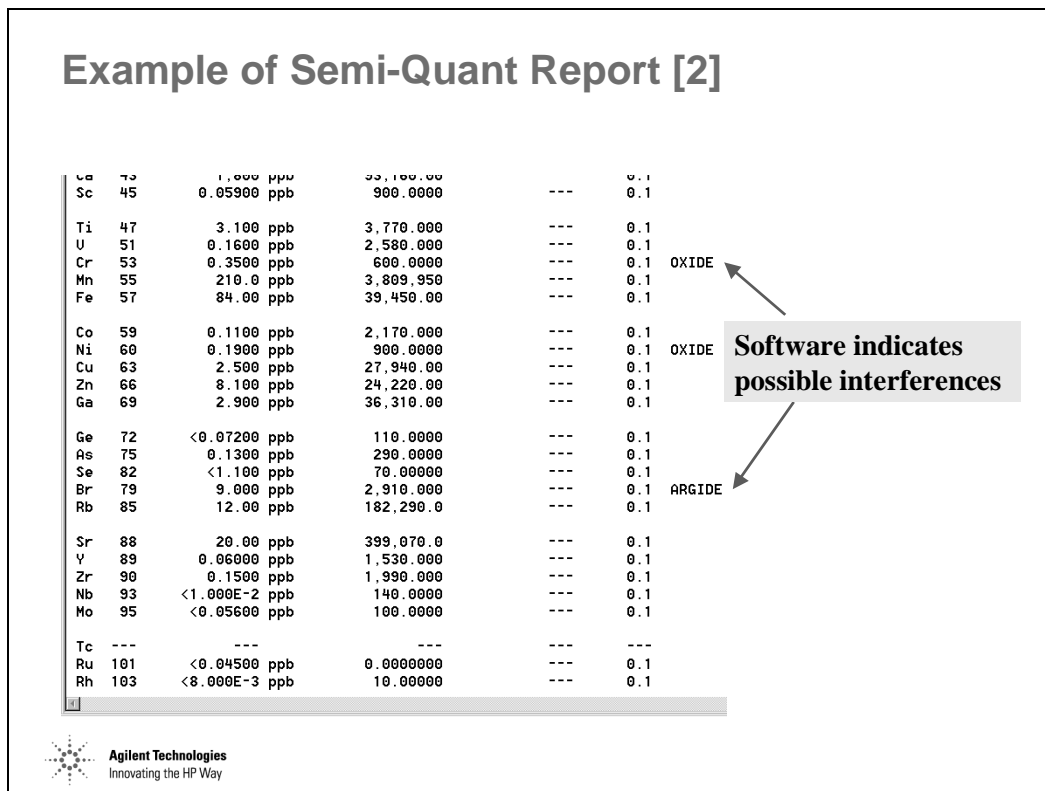 Example of Semi-Quant Report [2]
Ca 43 1,800 ppb 93,160.00 0.1
Sc 45 0.05900 ppb 900.0000 --- 0.1
Ti 47 3.100 ppb 3,770.000 --- 0.1
V 51 0.1600 ppb 2,580.000 --- 0.1
Cr 53 0.3500 ppb 600.0000 --- 0.1 OXIDE
Mn 55 210.0 ppb 3,809,950 --- 0.1
Fe 57 84.00 ppb 39,450.00 --- 0.1
Co 59 0.1100 ppb 2,170.000 --- 0.1
Ni 60 0.1900 ppb 900.0000 --- 0.1 OXIDE
Cu 63 2.500 ppb 27,940.00 --- 0.1
Zn 66 8.100 ppb 24,220.00 --- 0.1
Ga 69 2.900 ppb 36,310.00 --- 0.1
Software indicates
possible interferences
Ge 72 <0.07200 ppb 110.0000 --- 0.1
As 75 0.1300 ppb 290.0000 --- 0.1
Se 82 <1.100 ppb 70.00000 --- 0.1
Br 79 9.000 ppb 2,910.000 --- 0.1 ARGIDE
Rb 85 12.00 ppb 182,290.0 --- 0.1
Sr 88 20.00 ppb 399,070.0 --- 0.1
Y 89 0.06000 ppb 1,530.000 --- 0.1
Zr 90 0.1500 ppb 1,990.000 --- 0.1
Nb 93 <1.000E-2 ppb 140.0000 --- 0.1
Mo 95 <0.05600 ppb 100.0000 --- 0.1
Tc --- --- --- --- ---
Ru 101 <0.04500 ppb 0.0000000 --- 0.1
Rh 103 <8.000E-3 ppb 10.00000 --- 0.1
Agilent Technologies
Innovating the HP Way